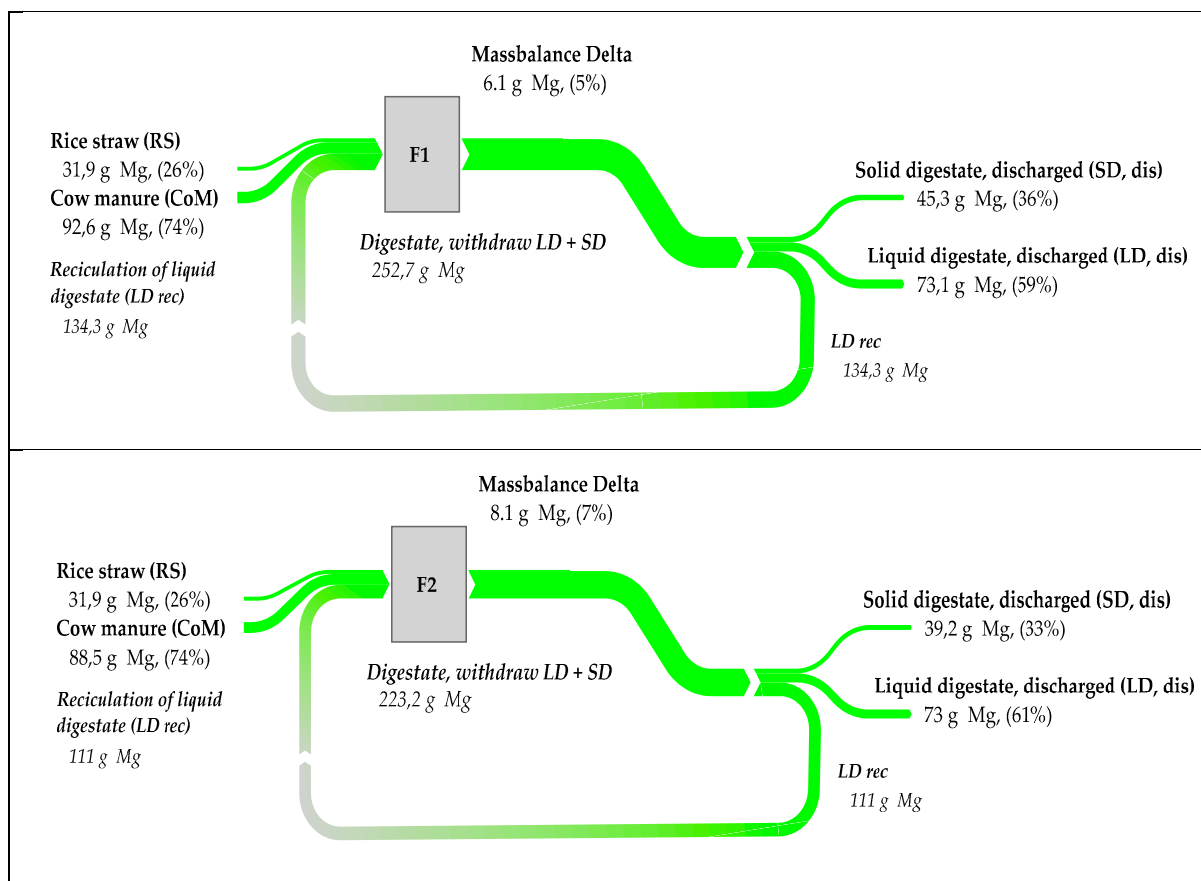 Massbalance Delta
6.1 g Mg, (5%)
Rice straw (RS)
31,9 g Mg, (26%)
Cow manure (CoM)
92,6 g Mg, (74%)
Reciculation of liquid
digestate (LD rec)
134,3 g Mg
F1
Digestate, withdraw LD + SD
252,7 g Mg
Solid digestate, discharged (SD, dis)
45,3 g Mg, (36%)
Liquid digestate, discharged (LD, dis)
73,1 g Mg, (59%)
LD rec
134,3 g Mg
Massbalance Delta
8.1 g Mg, (7%)
Rice straw (RS)
31,9 g Mg, (26%)
Cow manure (CoM)
88,5 g Mg, (74%)
Reciculation of liquid
digestate (LD rec)
111 g Mg
F2
Digestate, withdraw LD + SD
223,2 g Mg
Solid digestate, discharged (SD, dis)
39,2 g Mg, (33%)
Liquid digestate, discharged (LD, dis)
73 g Mg, (61%)
LD rec
111 g Mg